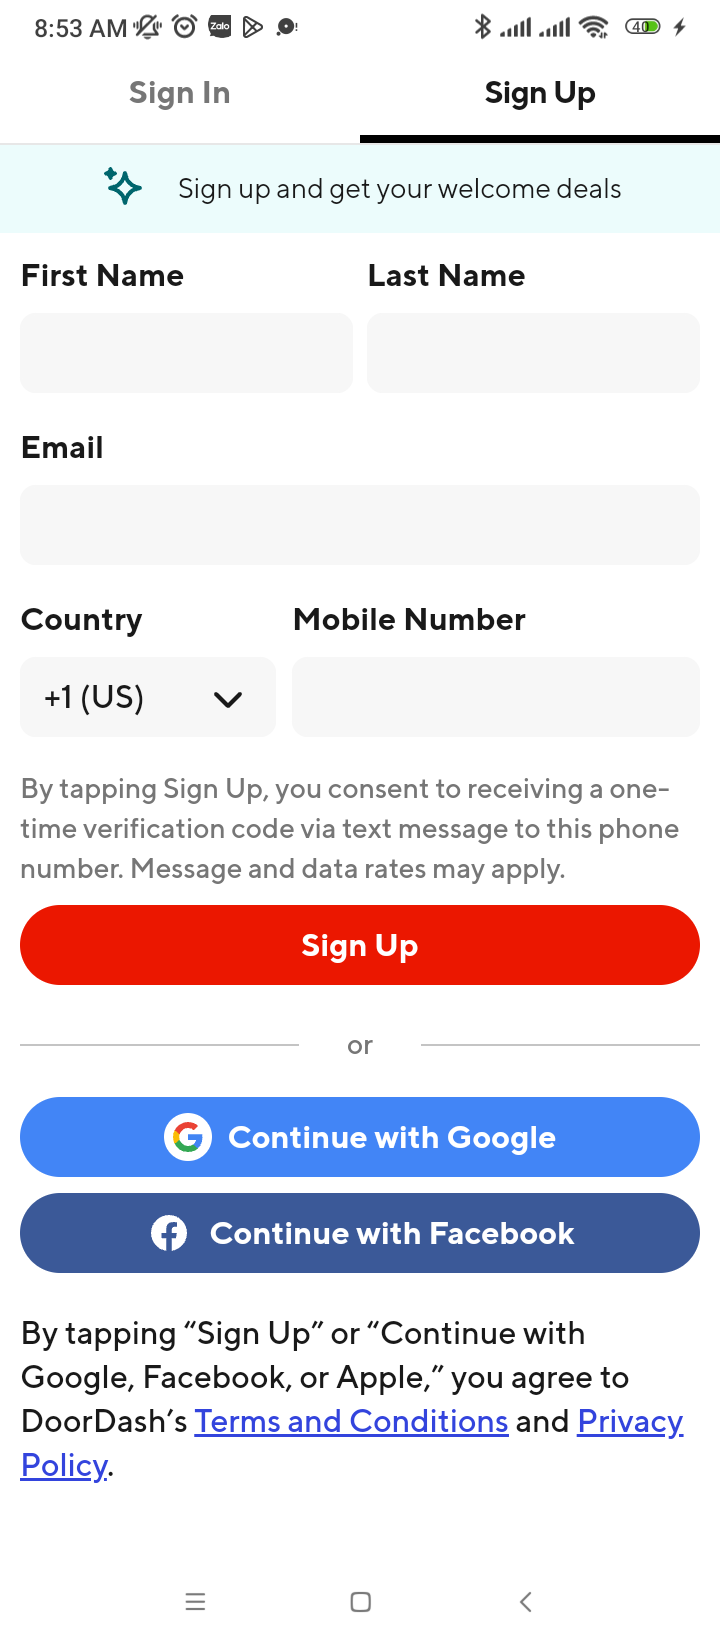 8:53 AM Zalo 40
Sign In Sign Up
Sign up and get your welcome deals
First Name Last Name
Email
Country Mobile Number
+1 (US)
By tapping Sign Up, you consent to receiving a one-
time verification code via text message to this phone
number. Message and data rates may apply.
Sign Up
or
Continue with Google
Continue with Facebook
By tapping “Sign Up” or “Continue with
Google, Facebook, or Apple,” you agree to
DoorDash’s Terms and Conditions and Privacy
Policy.